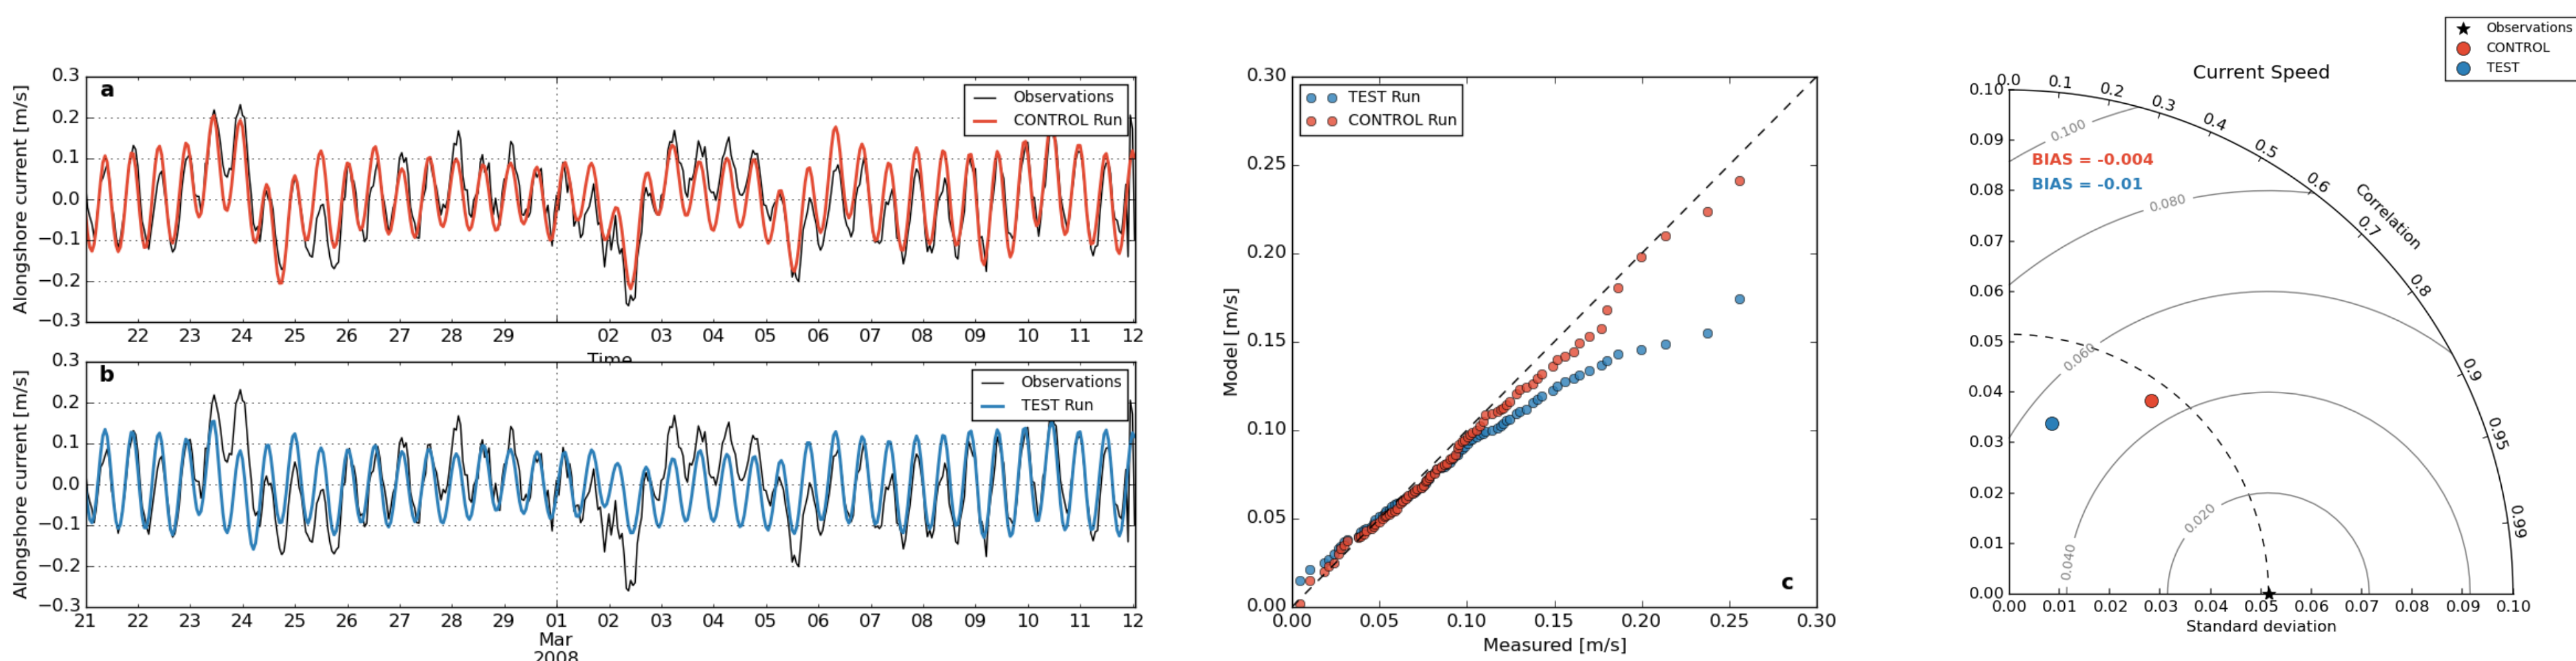 a
Alongshore current [m/s]
0.3
0.2
0.1
0.0
−0.1
−0.2
−0.3
Observations
CONTROL Run
22 23 24 25 26 27 28 29 02 03 04 05 06 07 08 09 10 11 12
Time
b
Alongshore current [m/s]
0.3
0.2
0.1
0.0
−0.1
−0.2
−0.3
Observations
TEST Run
21 22 23 24 25 26 27 28 29 01 02 03 04 05 06 07 08 09 10 11 12
Mar
2008
Model [m/s]
0.30
0.25
0.20
0.15
0.10
0.05
0.00
TEST Run
CONTROL Run
c
0.00 0.05 0.10 0.15 0.20 0.25 0.30
Measured [m/s]
Observations
CONTROL
TEST
Current Speed
0.0 0.1 0.2 0.3 0.4 0.5 0.6 0.7 0.8 0.9 0.95 0.99
Correlation
BIAS = -0.004
BIAS = -0.01
0.100
0.080
0.060
0.040
0.020
0.10
0.09
0.08
0.07
0.06
0.05
0.04
0.03
0.02
0.01
0.00
0.00 0.01 0.02 0.03 0.04 0.05 0.06 0.07 0.08 0.09 0.10
Standard deviation